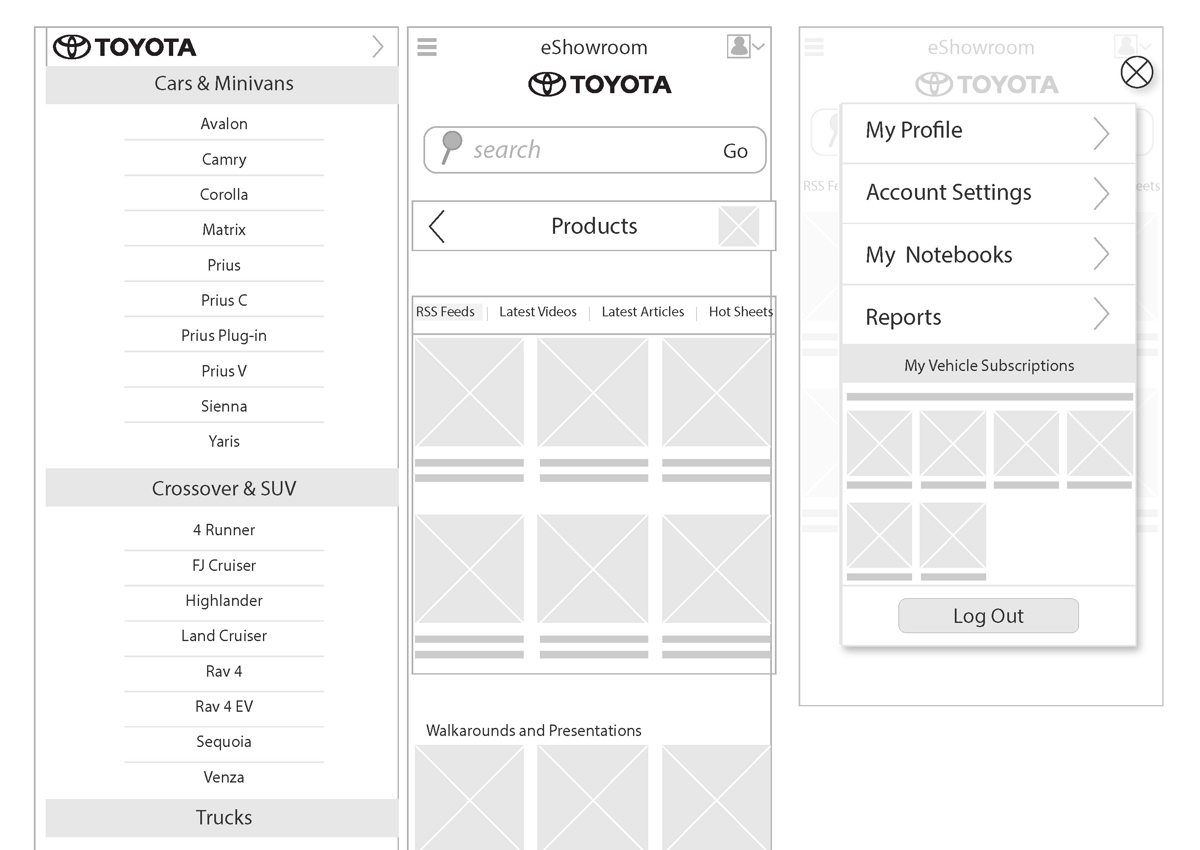 TOYOTA
Cars & Minivans
Avalon
Camry
Corolla
Matrix
Prius
Prius C
Prius Plug-in
Prius V
Sienna
Yaris
Crossover & SUV
4 Runner
FJ Cruiser
Highlander
Land Cruiser
Rav 4
Rav 4 EV
Sequoia
Venza
Trucks
eShowroom
TOYOTA
search Go
Products
RSS Feeds Latest Videos Latest Articles Hot Sheets
Walkarounds and Presentations
eShowroom
TOYOTA
RSS Fe eets
My Profile
Account Settings
My Notebooks
Reports
My Vehicle Subscriptions
Log Out